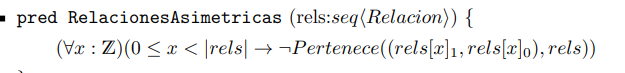 ▪ pred RelacionesAsimetricas (rels:seq⟨Relacion⟩) {
(∀x : ℤ)(0 ≤ x < |rels| → ¬Pertenece((rels[x]₁, rels[x]₀), rels))